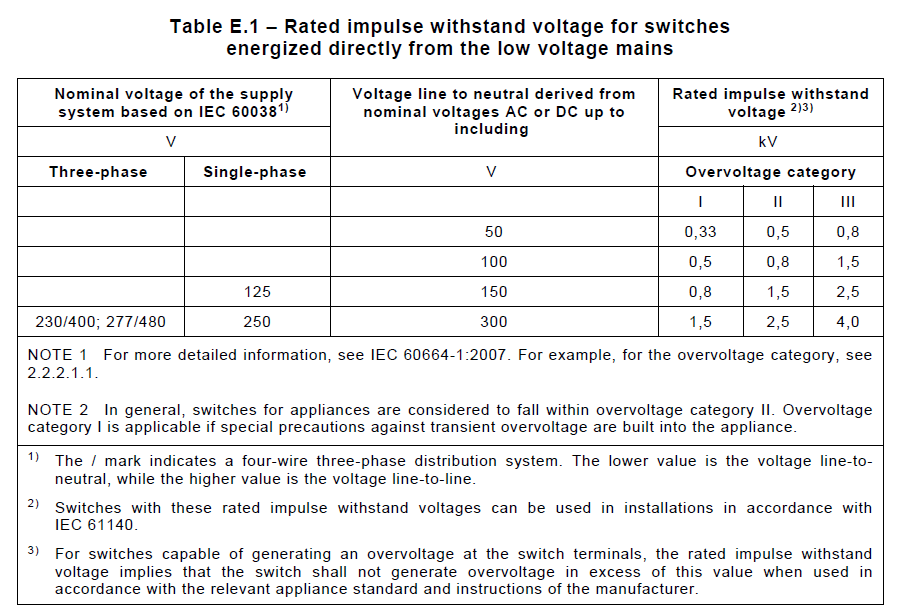 Table E.1 – Rated impulse withstand voltage for switches
energized directly from the low voltage mains
Nominal voltage of the supply
system based on IEC 60038¹⁾
Voltage line to neutral derived from
nominal voltages AC or DC up to
including
Rated impulse withstand
voltage ²⁾³⁾
V
kV
Three-phase Single-phase V Overvoltage category
I II III
50 0,33 0,5 0,8
100 0,5 0,8 1,5
125 150 0,8 1,5 2,5
230/400; 277/480 250 300 1,5 2,5 4,0
NOTE 1 For more detailed information, see IEC 60664-1:2007. For example, for the overvoltage category, see
2.2.2.1.1.
NOTE 2 In general, switches for appliances are considered to fall within overvoltage category II. Overvoltage
category I is applicable if special precautions against transient overvoltage are built into the appliance.
¹⁾ The / mark indicates a four-wire three-phase distribution system. The lower value is the voltage line-to-
neutral, while the higher value is the voltage line-to-line.
²⁾ Switches with these rated impulse withstand voltages can be used in installations in accordance with
IEC 61140.
³⁾ For switches capable of generating an overvoltage at the switch terminals, the rated impulse withstand
voltage implies that the switch shall not generate overvoltage in excess of this value when used in
accordance with the relevant appliance standard and instructions of the manufacturer.